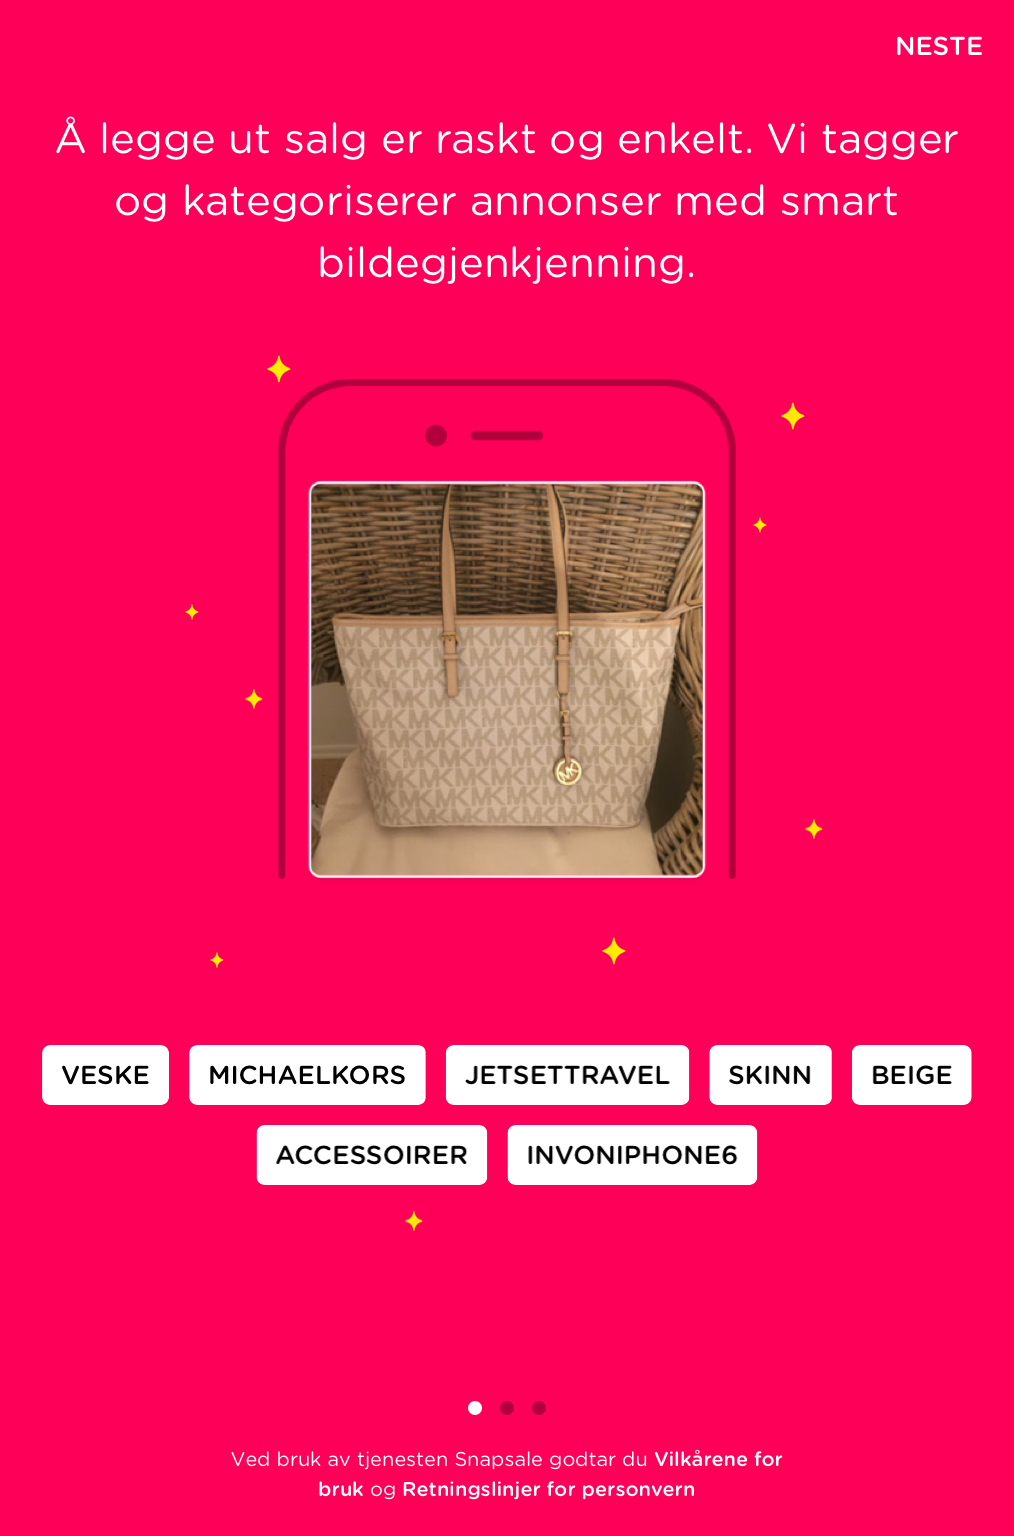 NESTE
Å legge ut salg er raskt og enkelt. Vi tagger
og kategoriserer annonser med smart
bildegjenkjenning.
MK
VESKE MICHAELKORS JETSETTRAVEL SKINN BEIGE
ACCESSOIRER INVONIPHONE6
Ved bruk av tjenesten Snapsale godtar du Vilkårene for
bruk og Retningslinjer for personvern